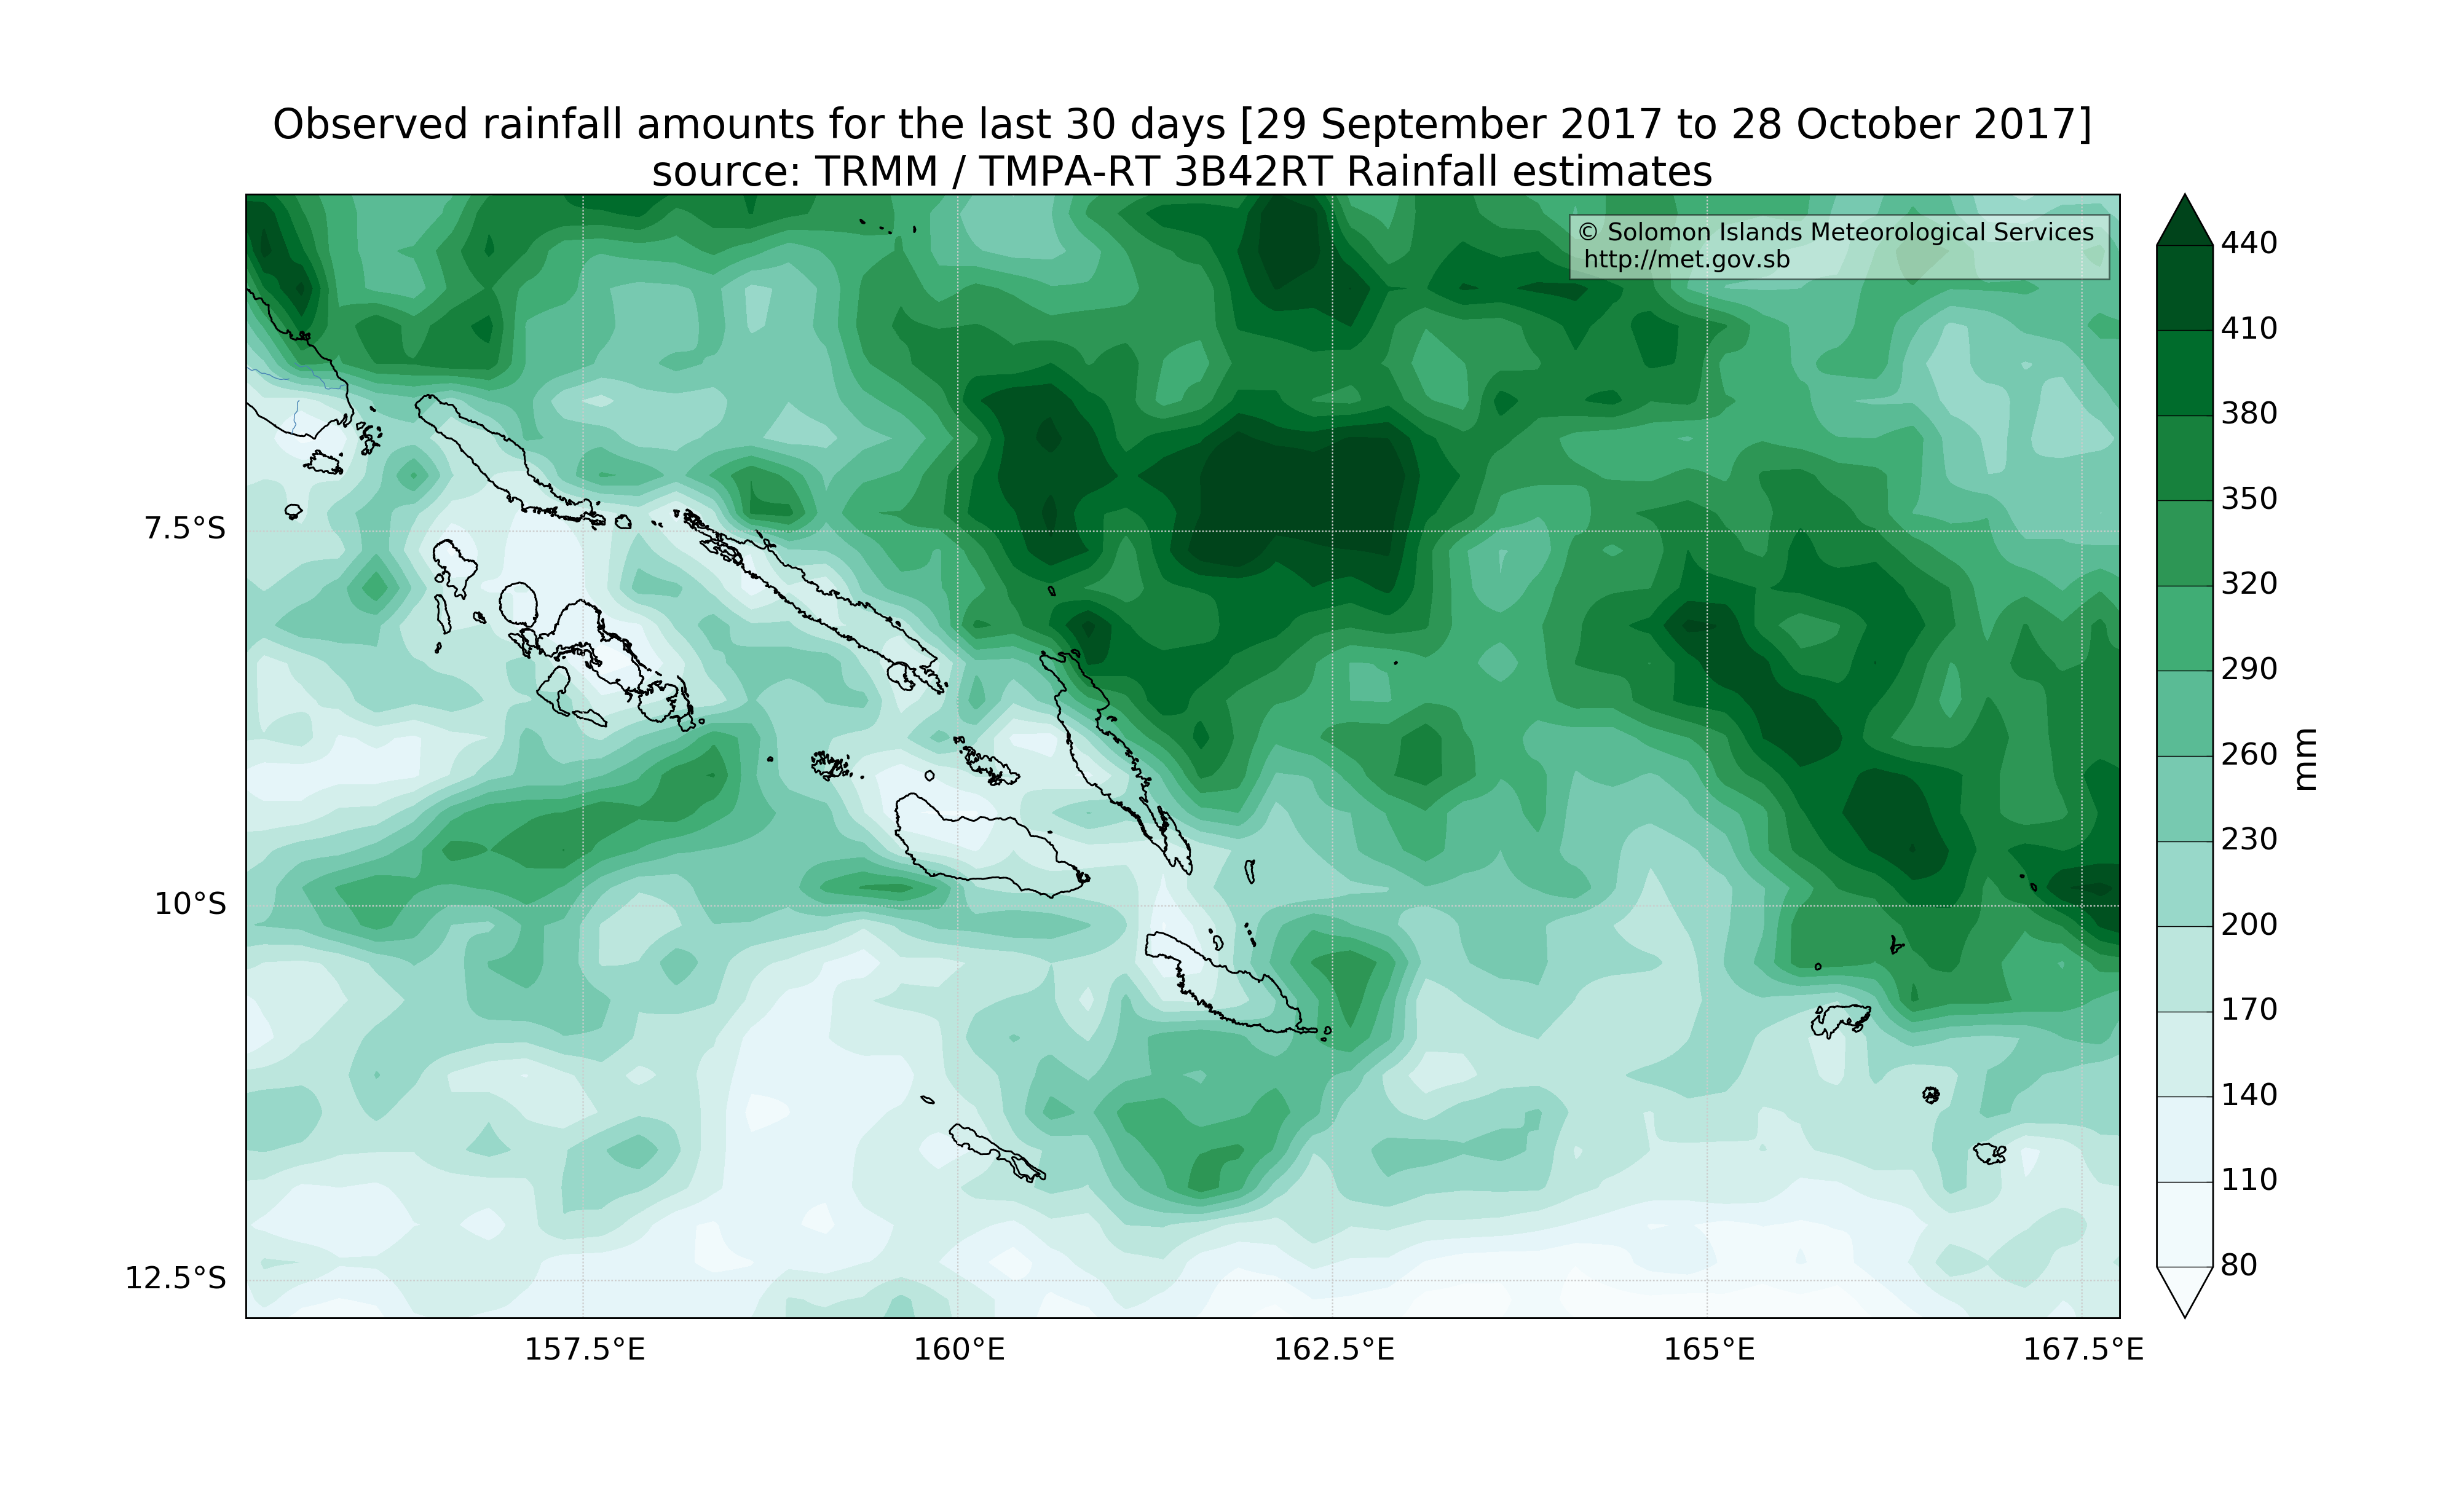 Observed rainfall amounts for the last 30 days [29 September 2017 to 28 October 2017]
source: TRMM / TMPA-RT 3B42RT Rainfall estimates
© Solomon Islands Meteorological Services
http://met.gov.sb
7.5°S
10°S
12.5°S
157.5°E
160°E
162.5°E
165°E
167.5°E
440
410
380
350
320
290
260
230
200
170
140
110
80
mm